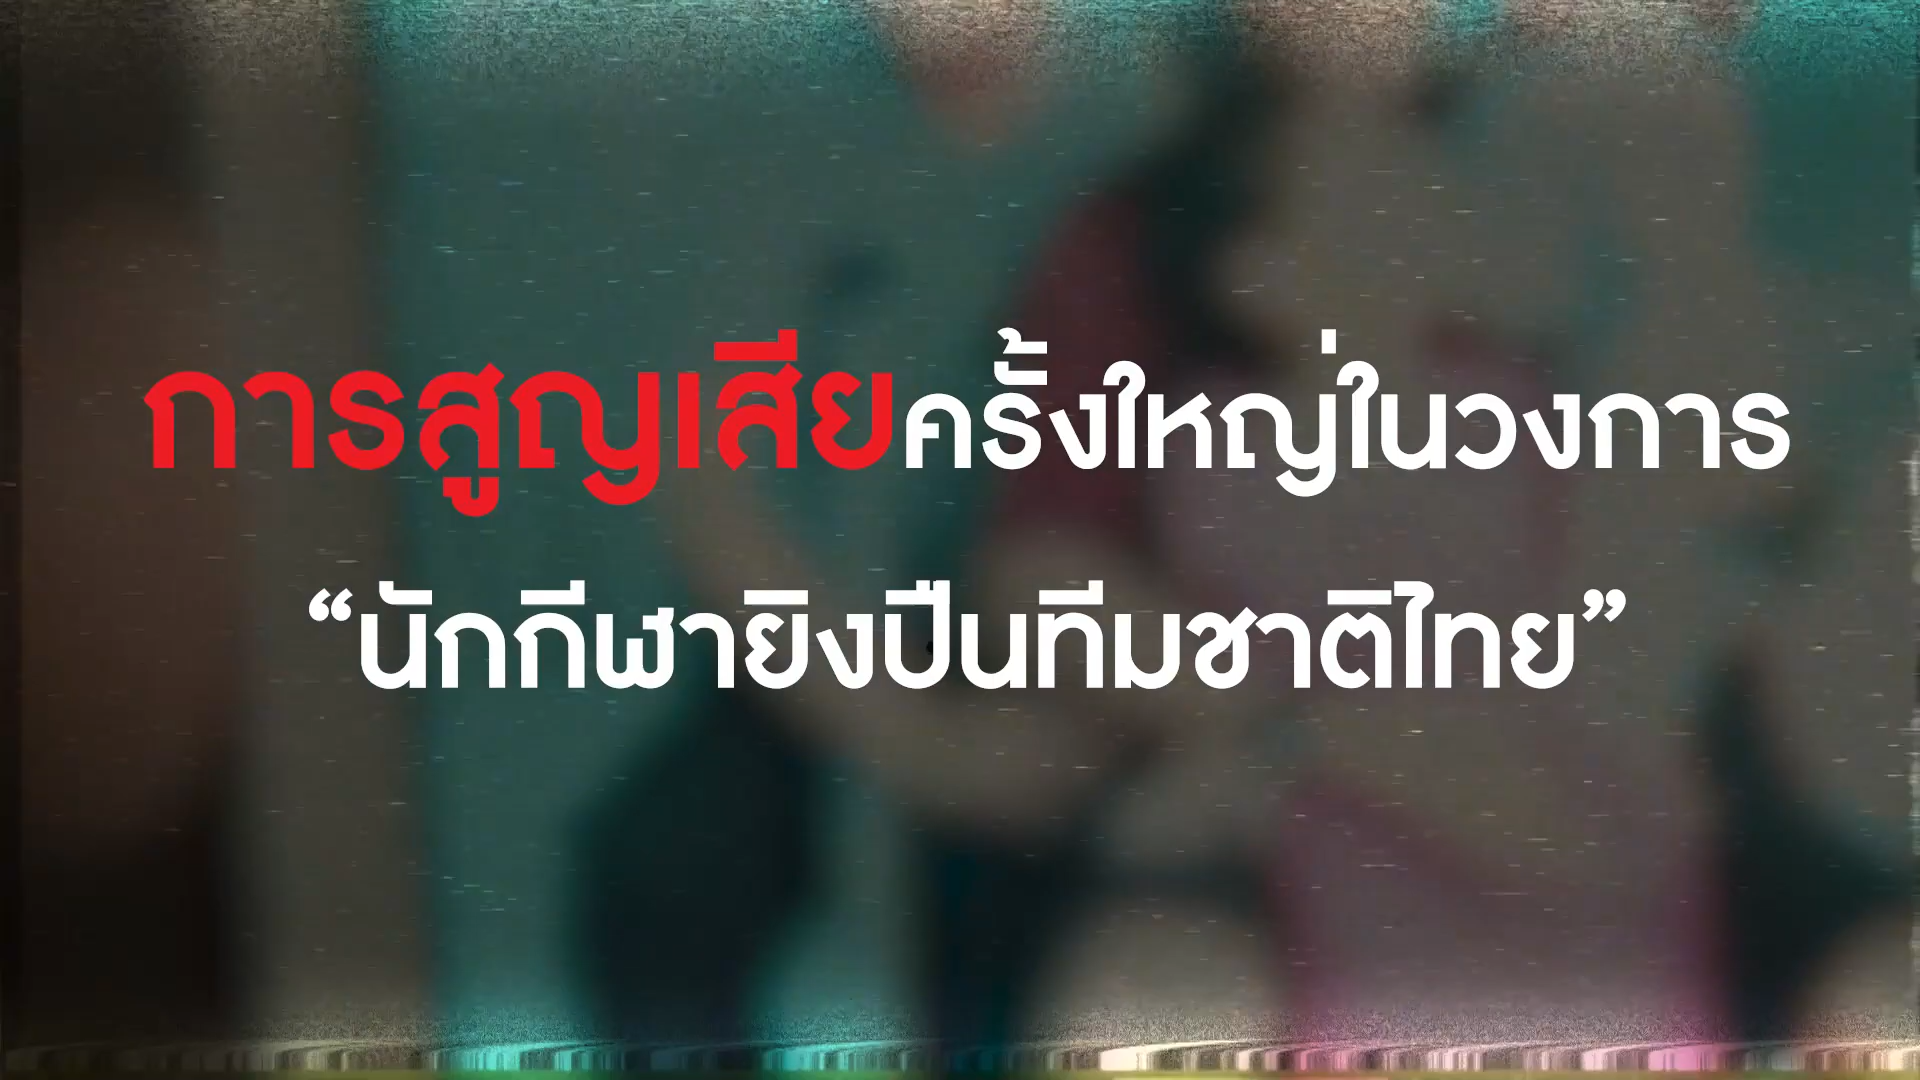 การสูญเสียครั้งใหญ่ในวงการ
“นักกีฬายิงปืนทีมชาติไทย”